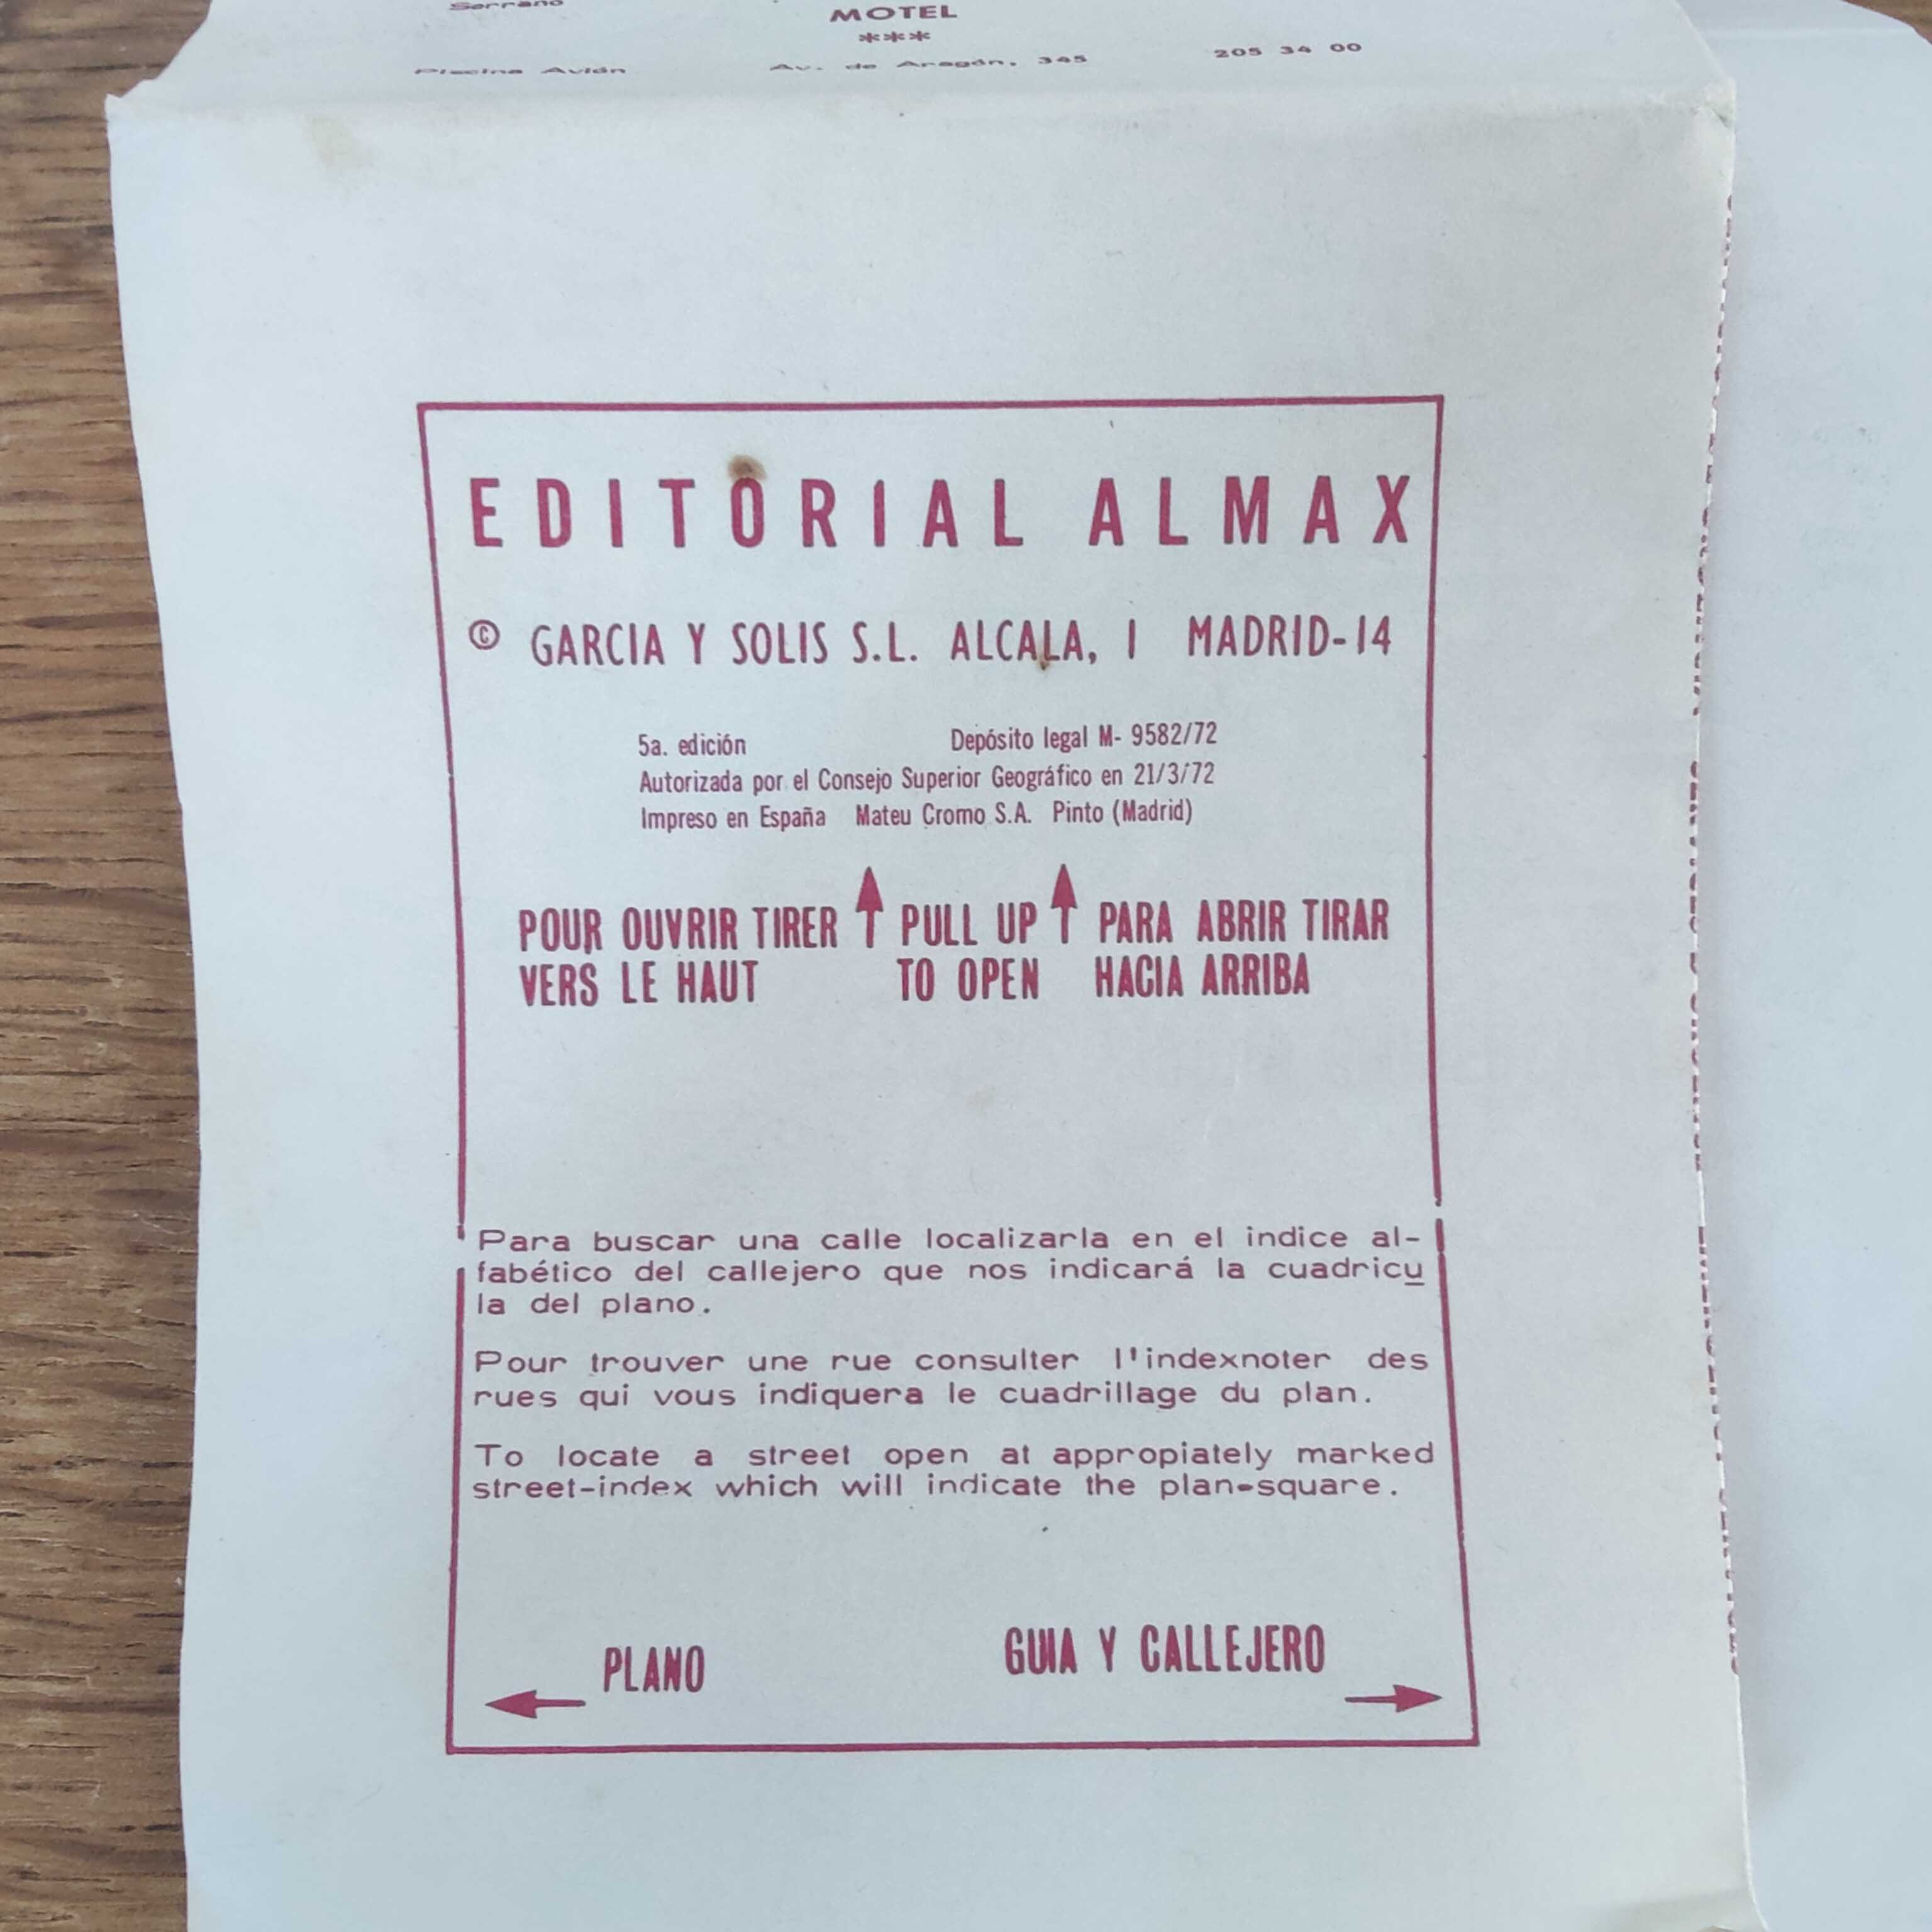 Serrano
MOTEL
***
Piscina Avión Av. de Aragón, 345 205 34 00
EDITORIAL ALMAX
© GARCIA Y SOLIS S.L. ALCALA, 1 MADRID-14
5a. edición Depósito legal M- 9582/72
Autorizada por el Consejo Superior Geográfico en 21/3/72
Impreso en España Mateu Cromo S.A. Pinto (Madrid)
POUR OUVRIR TIRER PULL UP PARA ABRIR TIRAR
VERS LE HAUT TO OPEN HACIA ARRIBA
Para buscar una calle localizarla en el indice al-
fabético del callejero que nos indicará la cuadricu
la del plano.
Pour trouver une rue consulter l'indexnoter des
rues qui vous indiquera le cuadrillage du plan.
To locate a street open at appropiately marked
street-index which will indicate the plan-square.
PLANO GUIA Y CALLEJERO